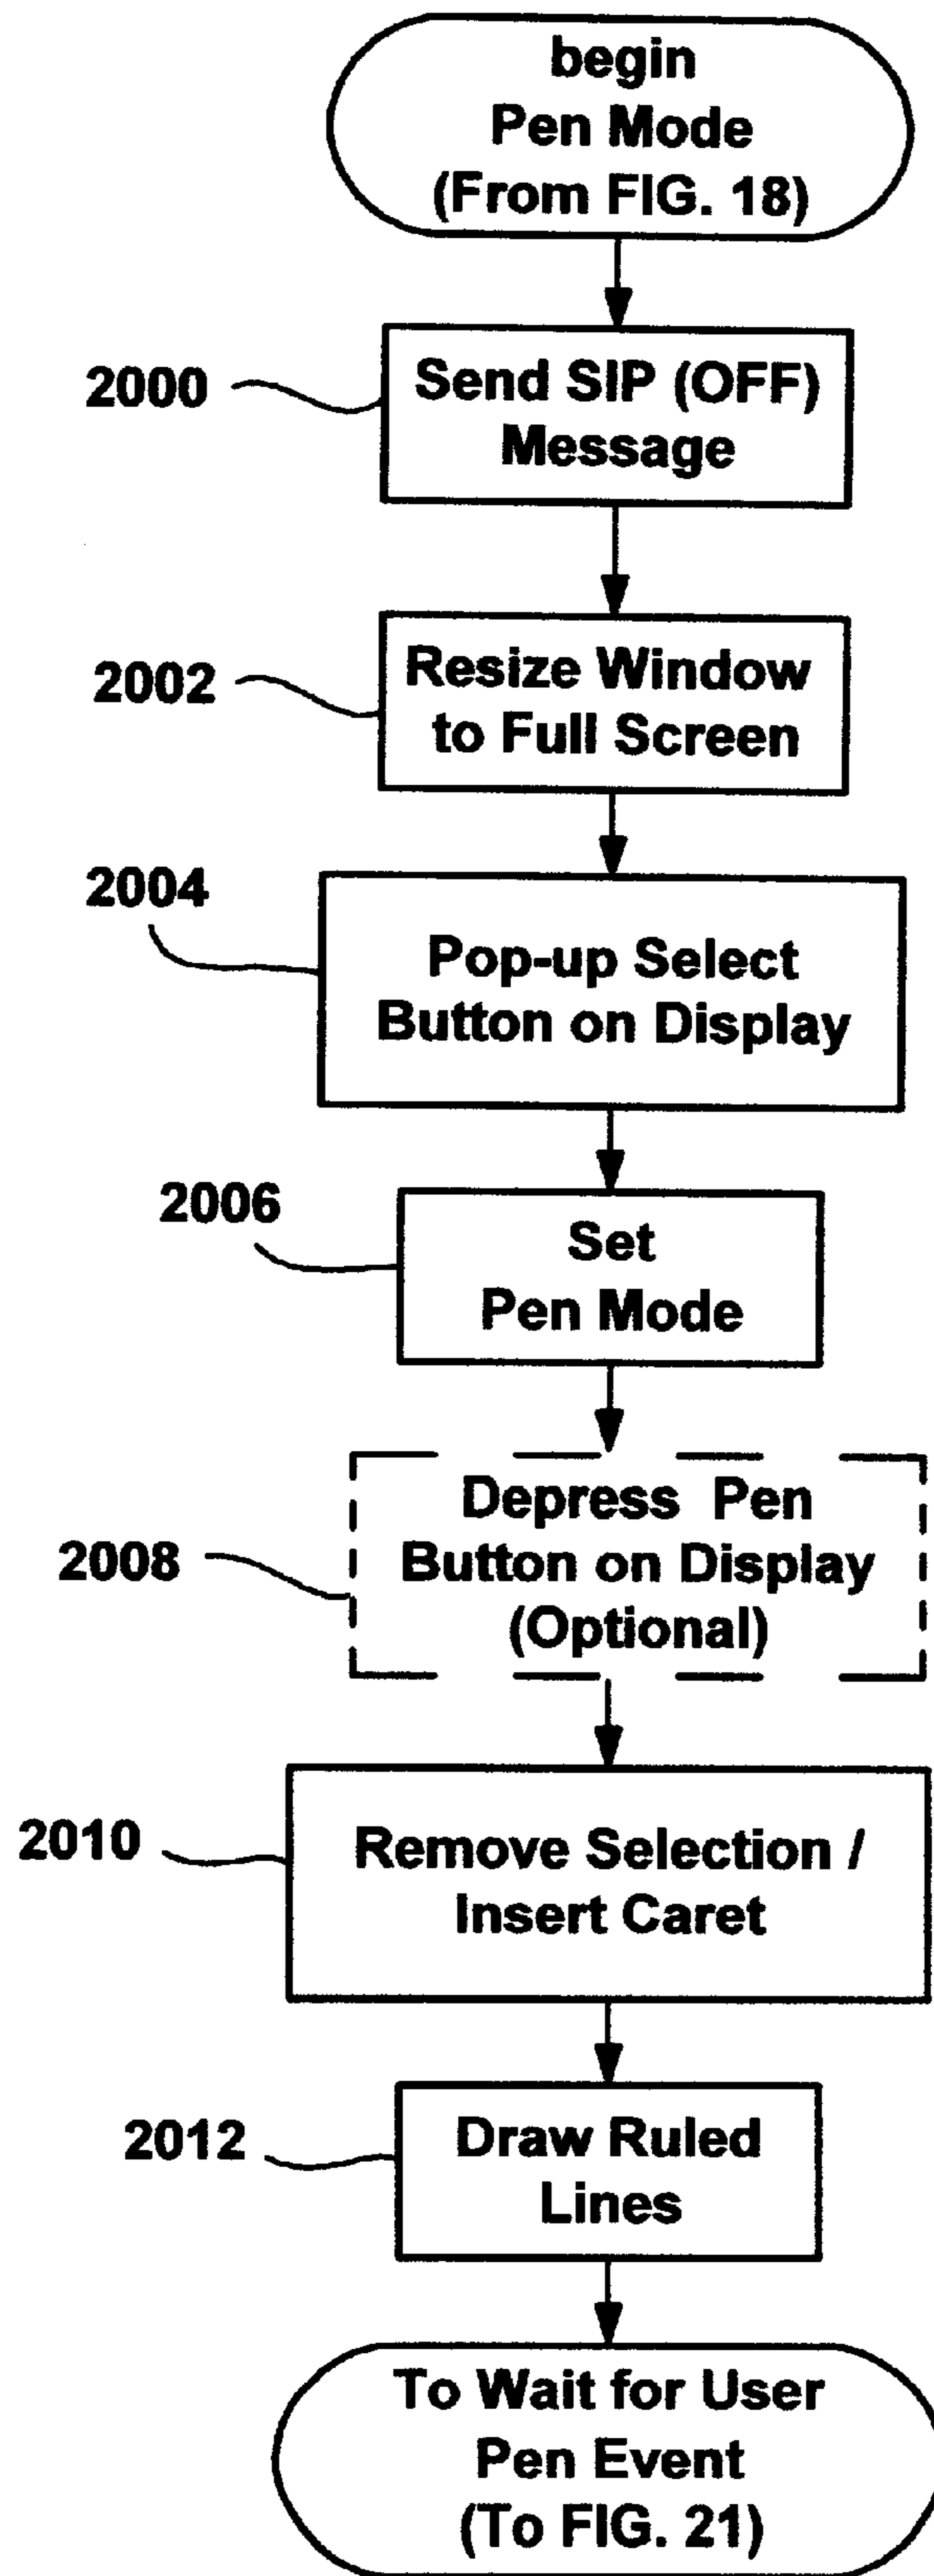 begin
Pen Mode
(From FIG. 18)
2000
Send SIP (OFF)
Message
2002
Resize Window
to Full Screen
2004
Pop-up Select
Button on Display
2006
Set
Pen Mode
2008
Depress Pen
Button on Display
(Optional)
2010
Remove Selection /
Insert Caret
2012
Draw Ruled
Lines
To Wait for User
Pen Event
(To FIG. 21)